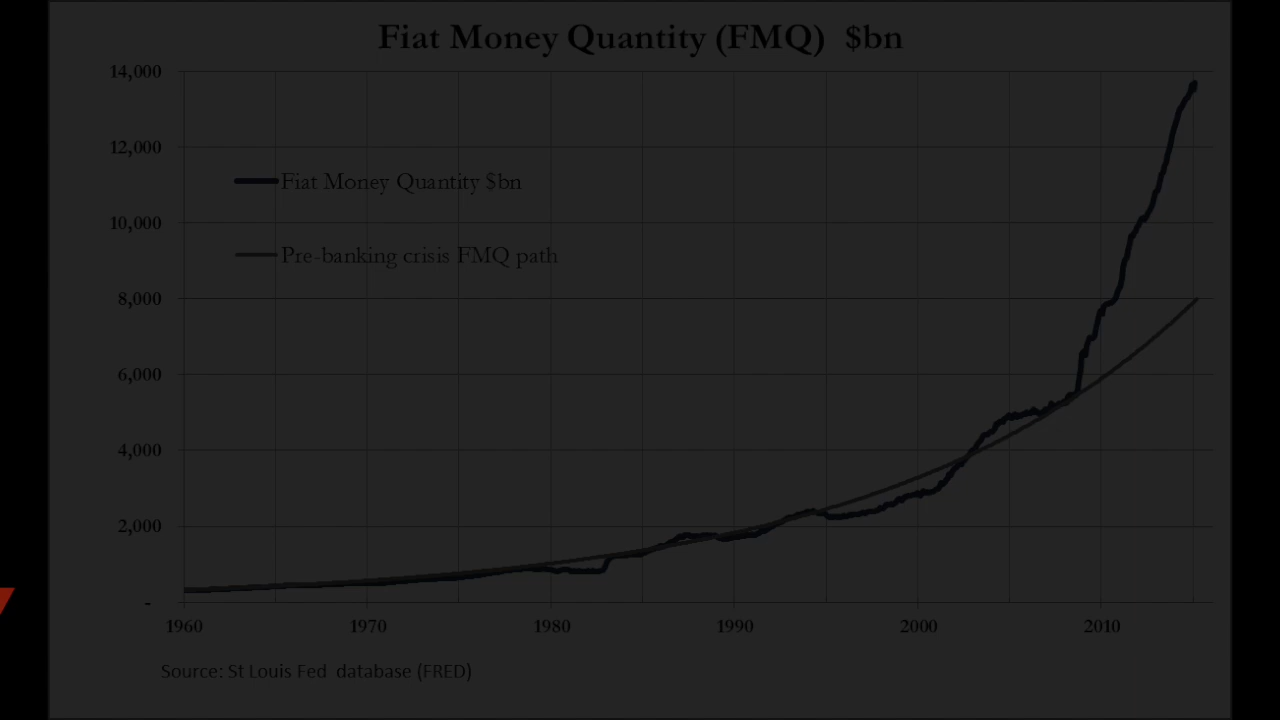 Fiat Money Quantity (FMQ) $bn
14,000
12,000
Fiat Money Quantity $bn
10,000
Pre-banking crisis FMQ path
8,000
6,000
4,000
2,000
-
1960 1970 1980 1990 2000 2010
Source: St Louis Fed database (FRED)